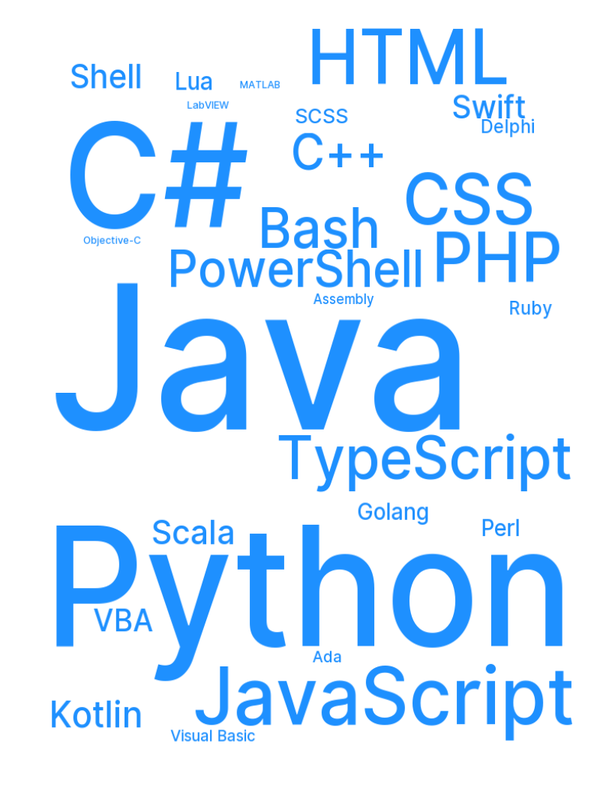 HTML
Shell
Lua
MATLAB
LabVIEW
Swift
SCSS
Delphi
C#
C++
CSS
Bash
Objective-C
PHP
PowerShell
Assembly
Ruby
Java
TypeScript
Golang
Scala
Perl
Python
VBA
Ada
JavaScript
Kotlin
Visual Basic